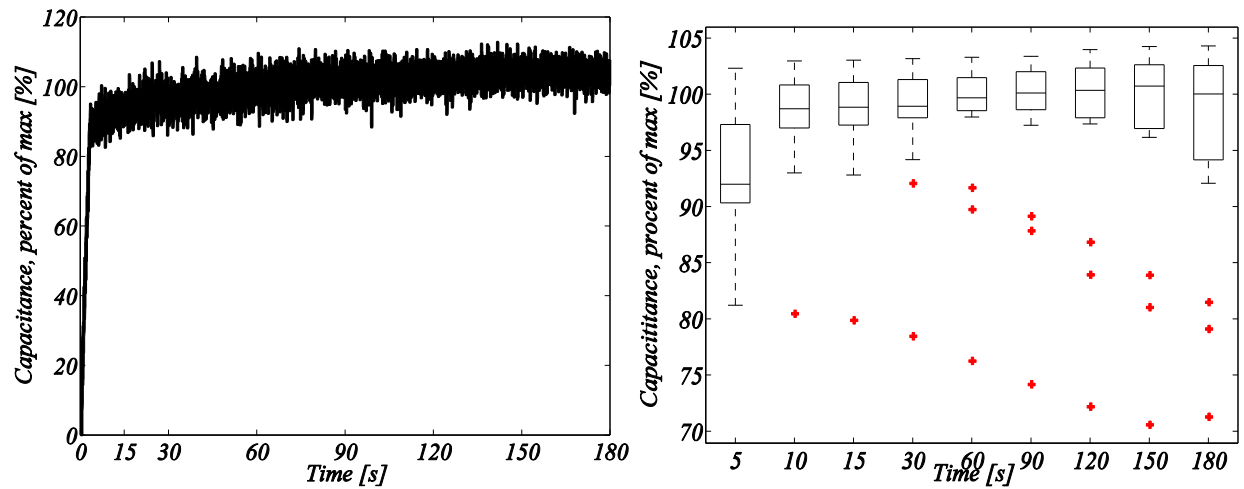 Capacitance, percent of max [%]
120
100
80
60
40
20
0
0 15 30 60 90 120 150 180
Time [s]
Capacititance, procent of max [%]
105
100
95
90
85
80
75
70
5 10 15 30 60 90 120 150 180
Time [s]